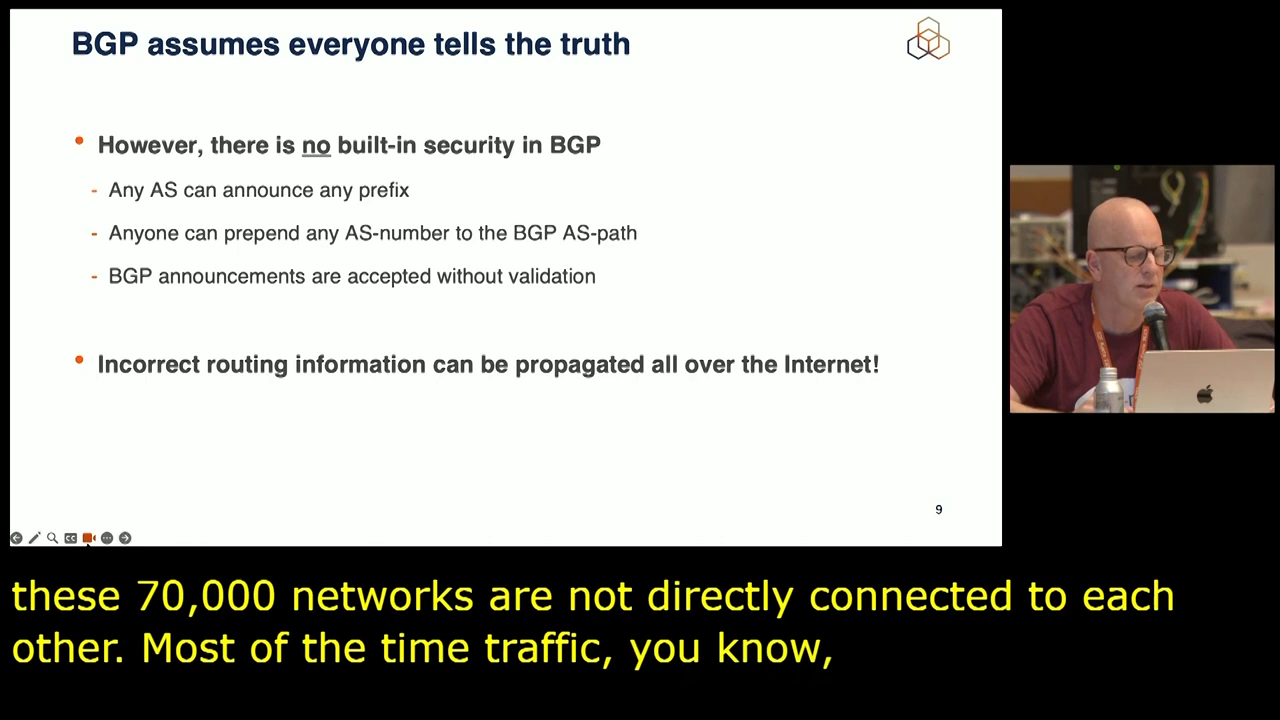 BGP assumes everyone tells the truth
• However, there is no built-in security in BGP
- Any AS can announce any prefix
- Anyone can prepend any AS-number to the BGP AS-path
- BGP announcements are accepted without validation
• Incorrect routing information can be propagated all over the Internet!
9
these 70,000 networks are not directly connected to each
other. Most of the time traffic, you know,